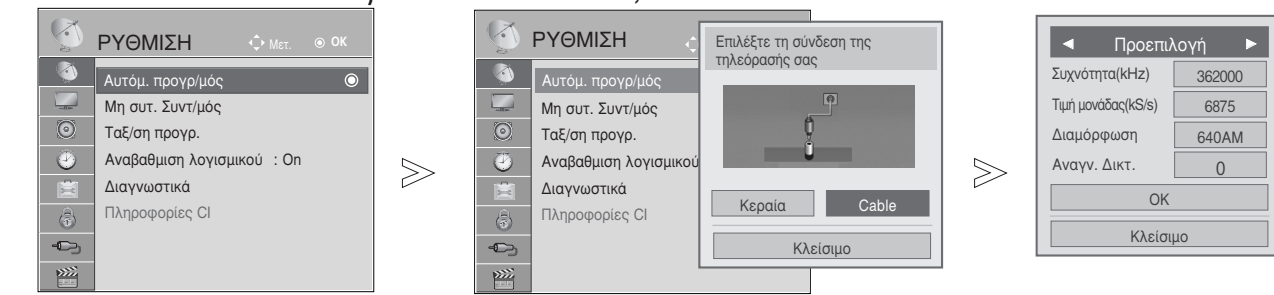 ΡΥΘΜΙΣΗ Μετ. OK
Αυτόμ. προγρ/μός
Μη συτ. Συντ/μός
Ταξ/ση προγρ.
Αναβαθμιση λογισμικού : On
Διαγνωστικά
Πληροφορίες CI
ΡΥΘΜΙΣΗ
Αυτόμ. προγρ/μός
Μη συτ. Συντ/μός
Ταξ/ση προγρ.
Αναβαθμιση λογισμικού
Διαγνωστικά
Πληροφορίες CI
Επιλέξτε τη σύνδεση της
τηλεόρασής σας
Κεραία Cable
Κλείσιμο
◄ Προεπιλογή ►
Συχνότητα(kHz) 362000
Τιμή μονάδας(kS/s) 6875
Διαμόρφωση 640AM
Αναγν. Δικτ. 0
OK
Κλείσιμο